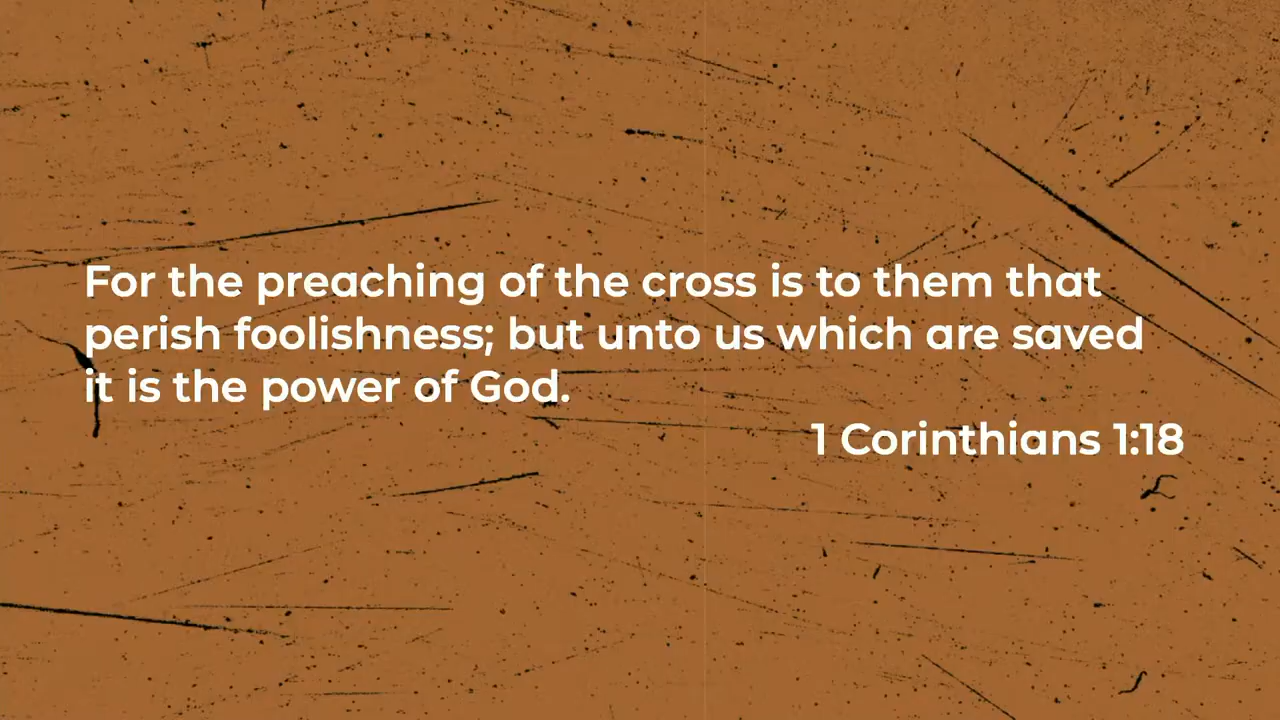 For the preaching of the cross is to them that
perish foolishness; but unto us which are saved
it is the power of God.
1 Corinthians 1:18